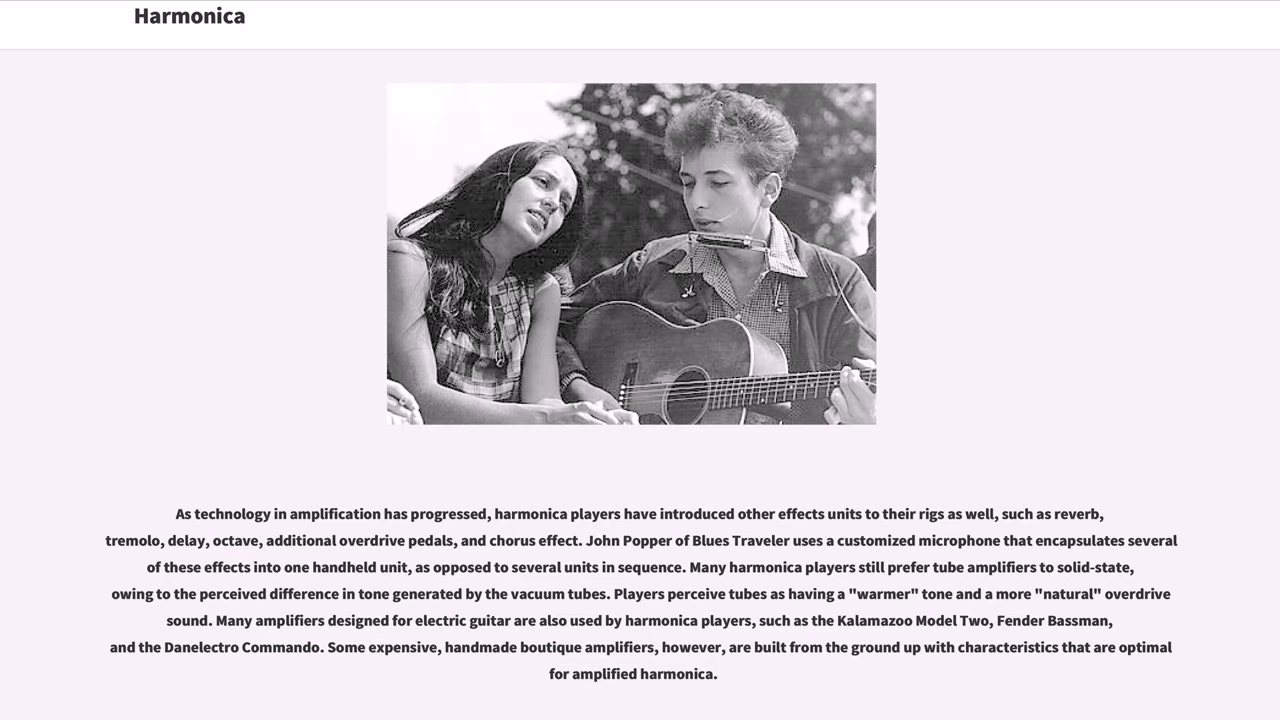 Harmonica
As technology in amplification has progressed, harmonica players have introduced other effects units to their rigs as well, such as reverb,
tremolo, delay, octave, additional overdrive pedals, and chorus effect. John Popper of Blues Traveler uses a customized microphone that encapsulates several
of these effects into one handheld unit, as opposed to several units in sequence. Many harmonica players still prefer tube amplifiers to solid-state,
owing to the perceived difference in tone generated by the vacuum tubes. Players perceive tubes as having a "warmer" tone and a more "natural" overdrive
sound. Many amplifiers designed for electric guitar are also used by harmonica players, such as the Kalamazoo Model Two, Fender Bassman,
and the Danelectro Commando. Some expensive, handmade boutique amplifiers, however, are built from the ground up with characteristics that are optimal
for amplified harmonica.